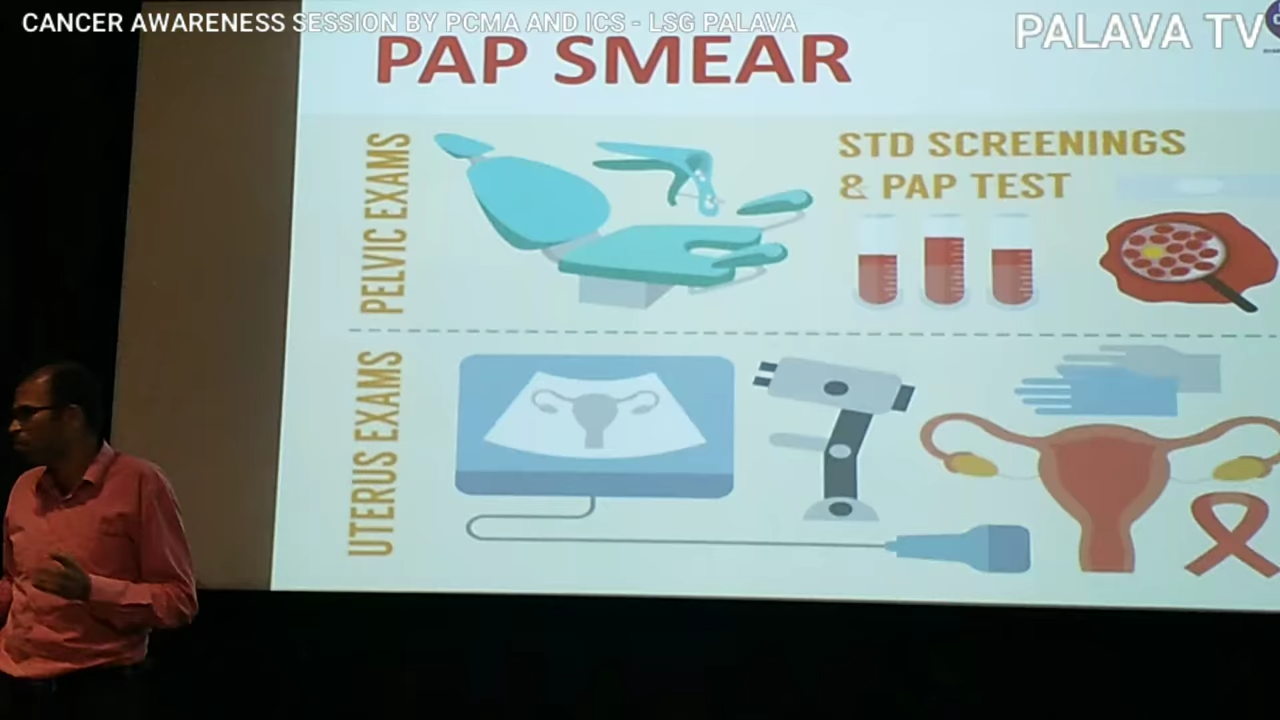 CANCER AWARENESS SESSION BY PCMA AND ICS - LSG PALAVA
PALAVA TV
PAP SMEAR
PELVIC EXAMS
STD SCREENINGS
& PAP TEST
UTERUS EXAMS